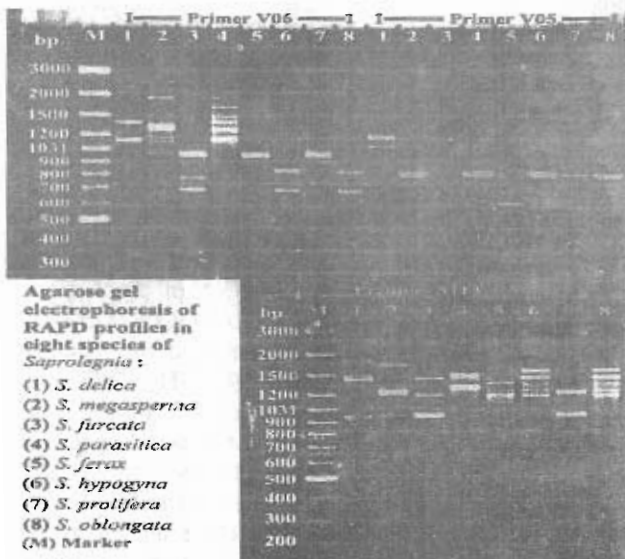 Primer V06 Primer V05
bp. M 1 2 3 4 5 6 7 8 1 2 3 4 5 6 7 8
3000
2000
1500
1200
1031
900
800
700
600
500
400
300
Agarose gel
electrophoresis of
RAPD profiles in
eight species of
Saprolegnia :
(1) S. delica
(2) S. megasperma
(3) S. furcata
(4) S. parasitica
(5) S. ferax
(6) S. hypogyna
(7) S. prolifera
(8) S. oblongata
(M) Marker
bp. M 1 2 3 4 5 6 8
3000
2000
1500
1200
1031
900
800
700
600
500
400
300
200